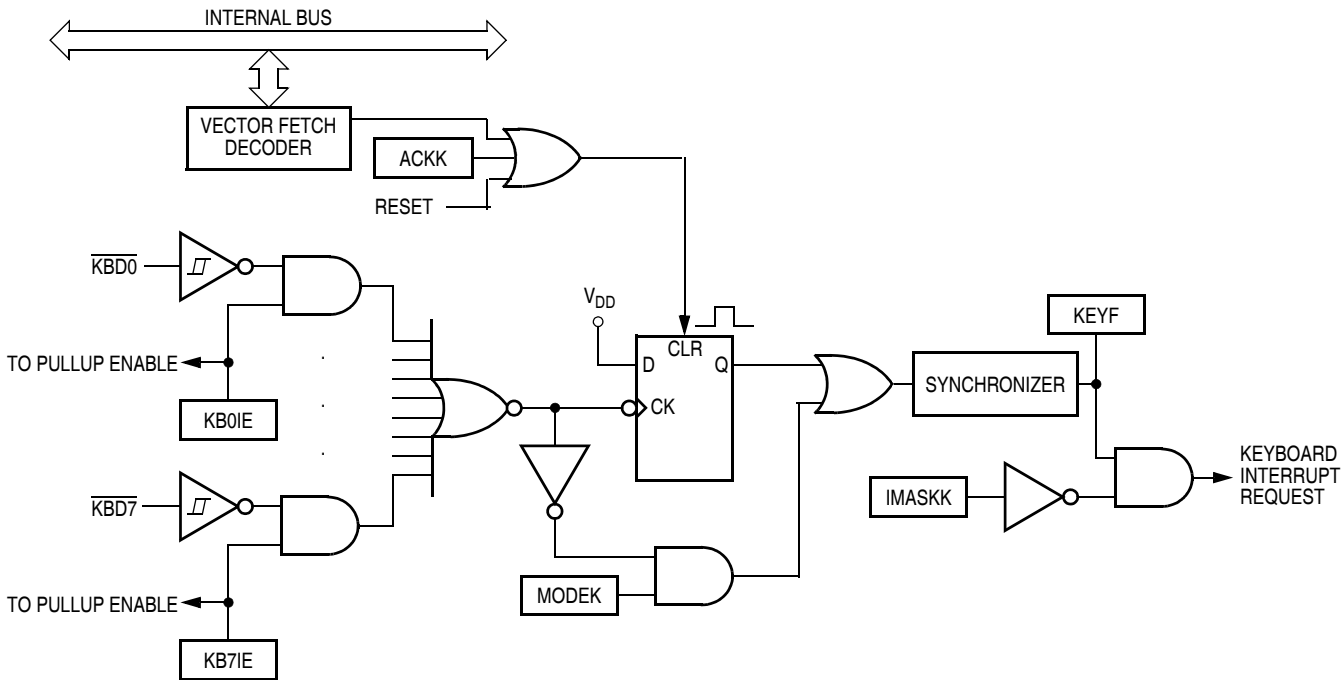 INTERNAL BUS
VECTOR FETCH
DECODER
ACKK
RESET
KBD0
TO PULLUP ENABLE
KB0IE
VDD
CLR
D
Q
CK
KEYF
SYNCHRONIZER
KBD7
TO PULLUP ENABLE
KB7IE
MODEK
IMASKK
KEYBOARD
INTERRUPT
REQUEST